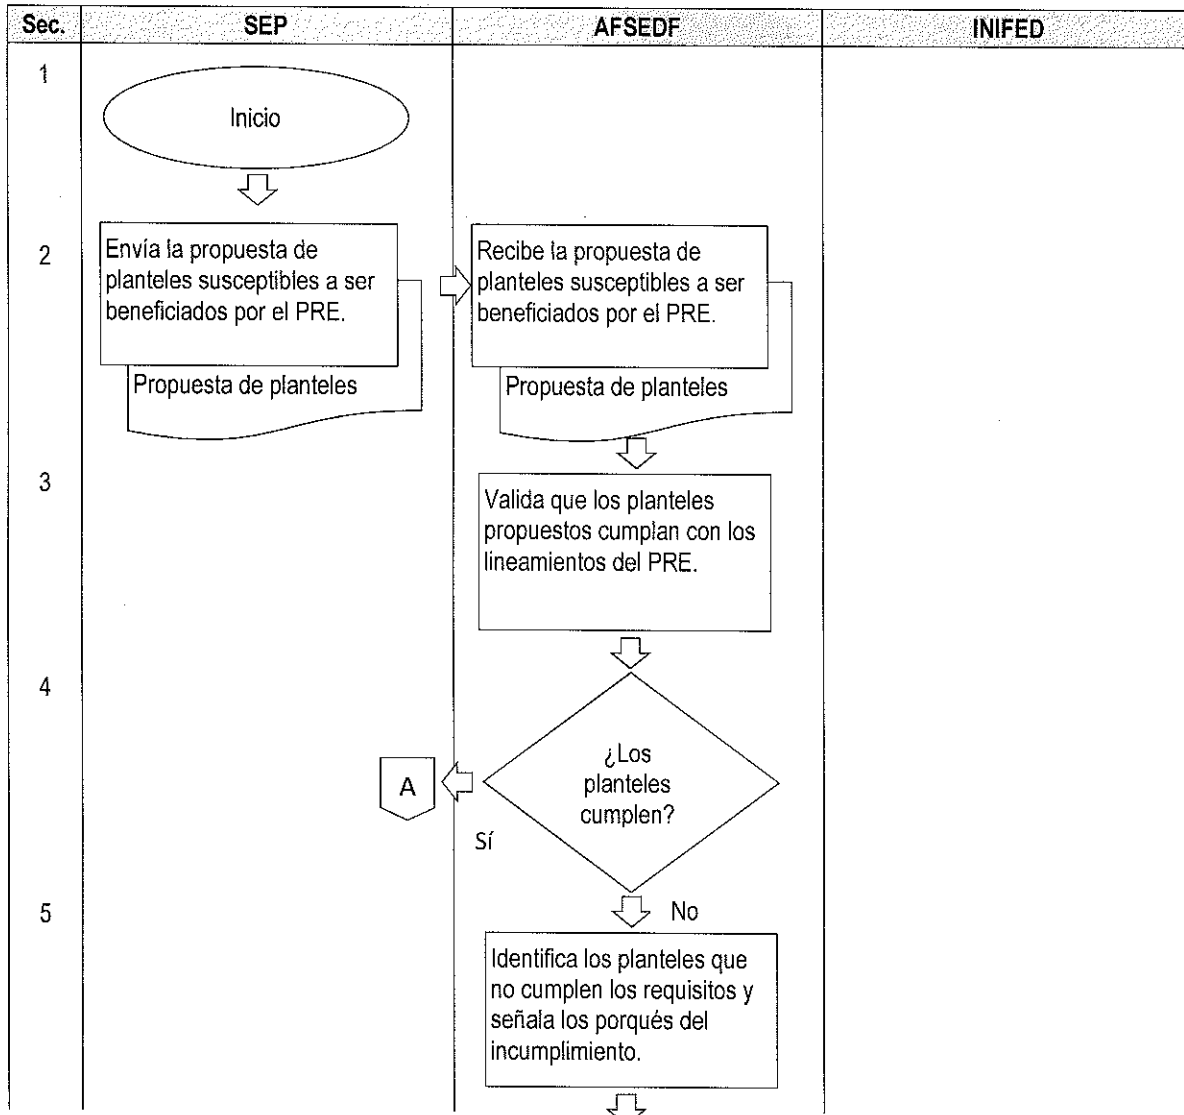 Sec. SEP AFSEDF INIFED
1
Inicio
2
Envía la propuesta de
planteles susceptibles a ser
beneficiados por el PRE.
Propuesta de planteles
Recibe la propuesta de
planteles susceptibles a ser
beneficiados por el PRE.
Propuesta de planteles
3
Valida que los planteles
propuestos cumplan con los
lineamientos del PRE.
4
¿Los
planteles
cumplen?
A
Sí
5
No
Identifica los planteles que
no cumplen los requisitos y
señala los porqués del
incumplimiento.